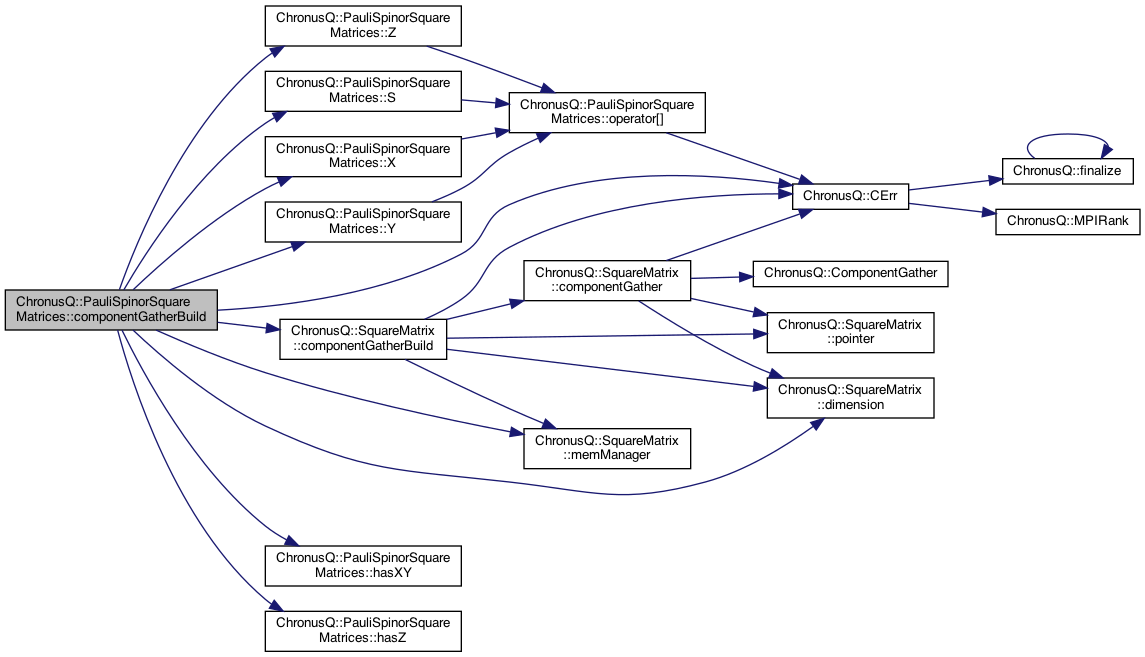 ChronusQ::PauliSpinorSquare
Matrices::componentGatherBuild
ChronusQ::PauliSpinorSquare
Matrices::Z
ChronusQ::PauliSpinorSquare
Matrices::S
ChronusQ::PauliSpinorSquare
Matrices::X
ChronusQ::PauliSpinorSquare
Matrices::Y
ChronusQ::SquareMatrix
::componentGatherBuild
ChronusQ::PauliSpinorSquare
Matrices::hasXY
ChronusQ::PauliSpinorSquare
Matrices::hasZ
ChronusQ::PauliSpinorSquare
Matrices::operator[]
ChronusQ::SquareMatrix
::componentGather
ChronusQ::SquareMatrix
::memManager
ChronusQ::CErr
ChronusQ::ComponentGather
ChronusQ::SquareMatrix
::pointer
ChronusQ::SquareMatrix
::dimension
ChronusQ::finalize
ChronusQ::MPIRank